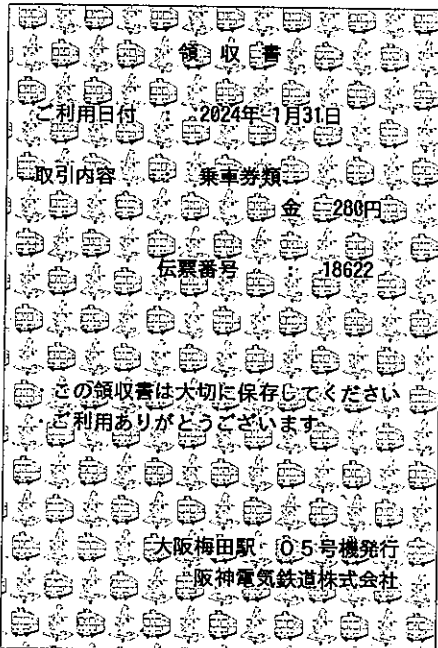 領収書
ご利用日付 : 2024年 1月31日
取引内容 : 乗車券類
金 280円
伝票番号 : 18622
・この領収書は大切に保存してください
・ご利用ありがとうございます
大阪梅田駅 05号機発行
阪神電気鉄道株式会社